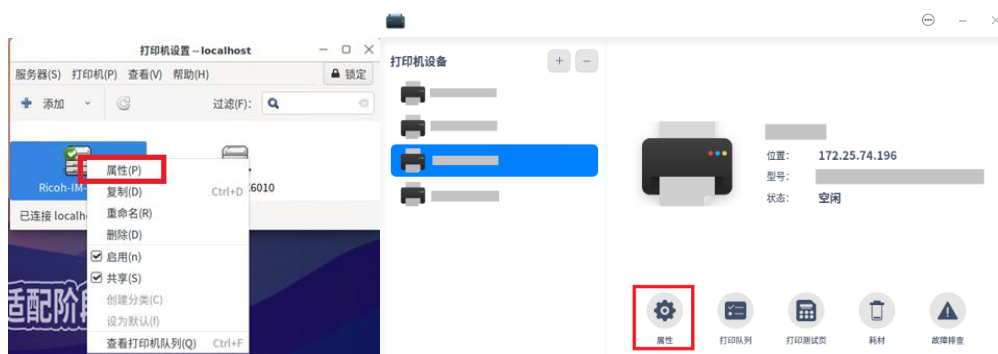 打印机设置 -- localhost
服务器(S) 打印机(P) 查看(V) 帮助(H) 锁定
添加 过滤(F):
属性(P)
Ricoh-IM- 复制(D) Ctrl+D 6010
已连接 localh 重命名(R)
删除(D)
启用(n)
共享(S)
适配阶段 创建分类(C)
设为默认(f)
查看打印机队列(Q) Ctrl+F
打印机设备 + -
位置: 172.25.74.196
型号:
状态: 空闲
属性 打印队列 打印测试页 耗材 故障排查